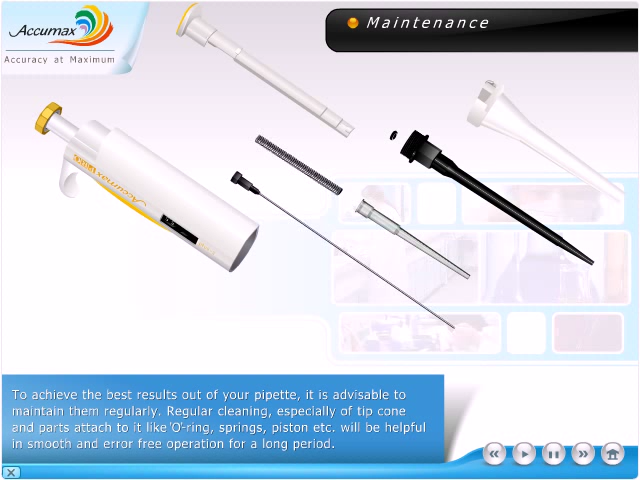 Accumax
Accuracy at Maximum
Maintenance
Accumax
To achieve the best results out of your pipette, it is advisable to
maintain them regularly. Regular cleaning, especially of tip cone
and parts attach to it like 'O'-ring, springs, piston etc. will be helpful
in smooth and error free operation for a long period.